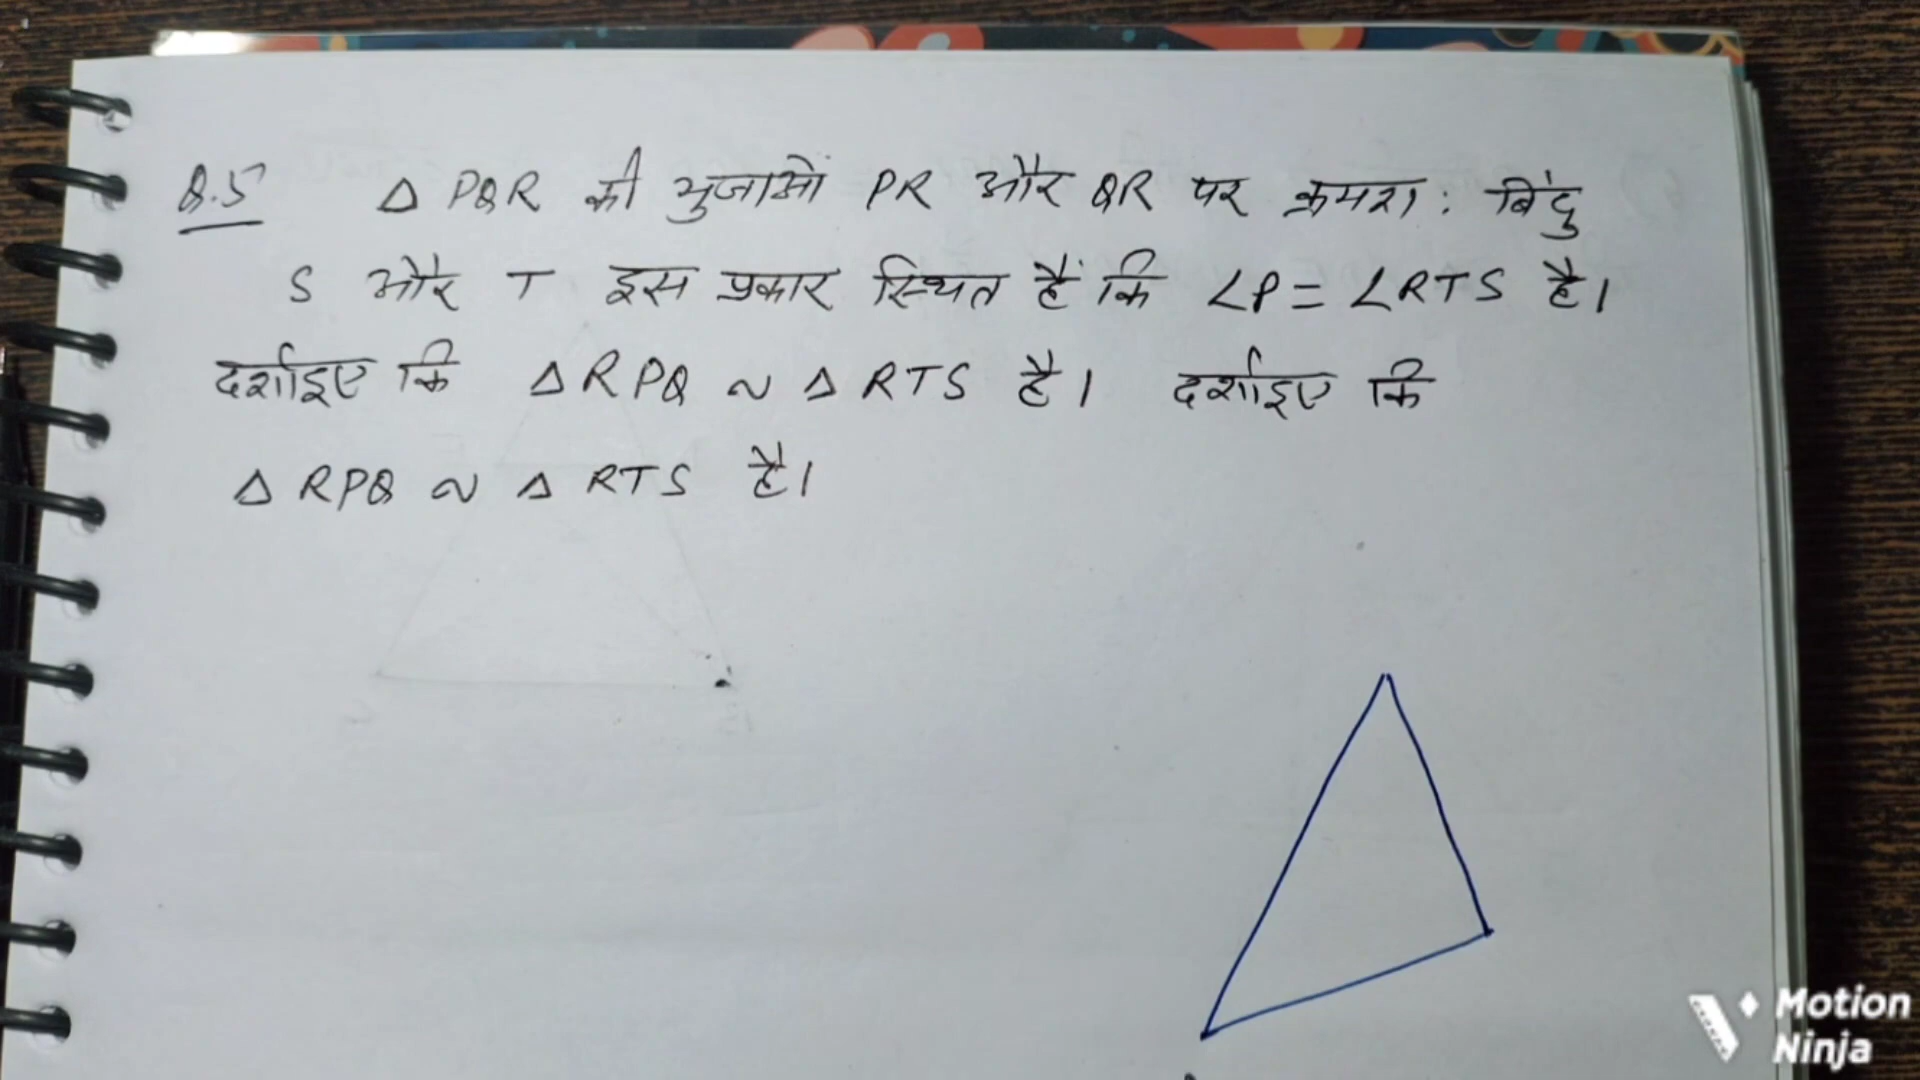 Q.5 Δ PQR की भुजाओं PR और QR पर क्रमश: बिंदु
S और T इस प्रकार स्थित हैं कि ∠P = ∠RTS है।
दर्शाइए कि Δ RPQ ~ Δ RTS है। दर्शाइए कि
Δ RPQ ~ Δ RTS है।
Motion
Ninja